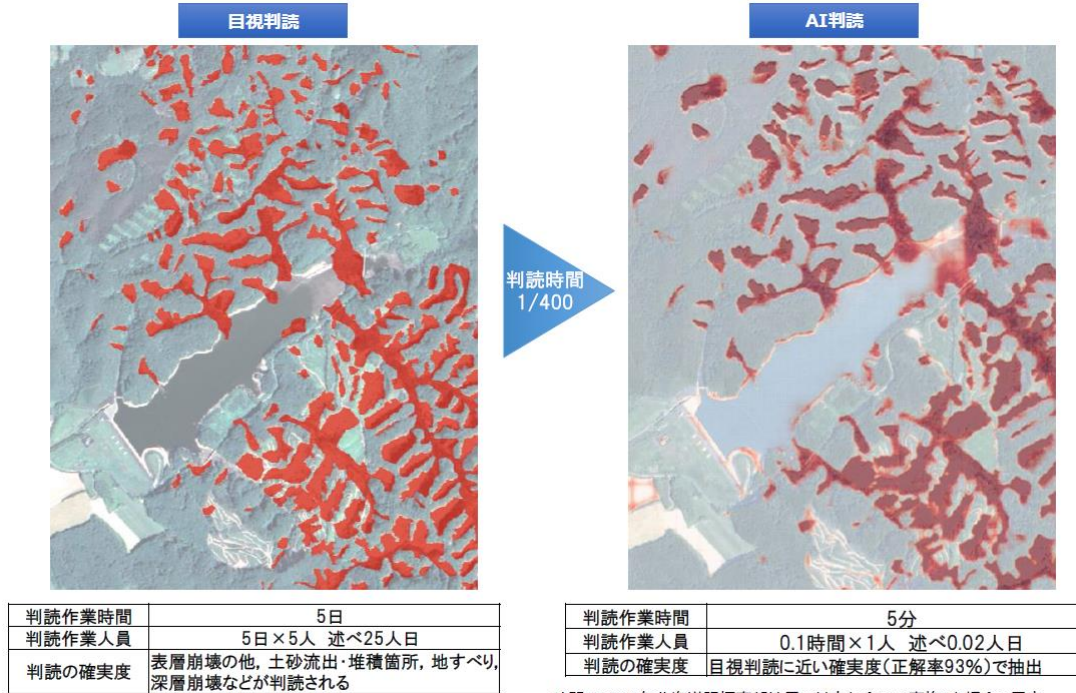 目視判読
AI判読
判読時間
1/400
判読作業時間 5日
判読作業人員 5日×5人 述べ25人日
判読の確実度 表層崩壊の他，土砂流出・堆積箇所，地すべり，
深層崩壊などが判読される
判読作業時間 5分
判読作業人員 0.1時間×1人 述べ0.02人日
判読の確実度 目視判読に近い確実度(正解率93%)で抽出